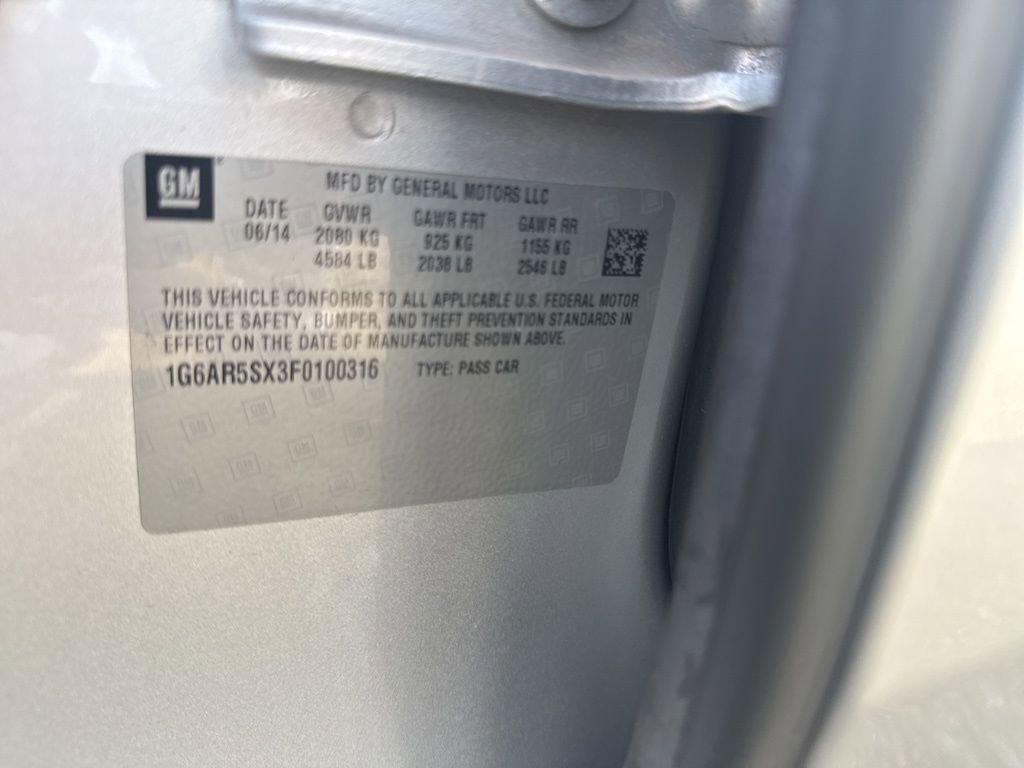 GM
MFD BY GENERAL MOTORS LLC
DATE GVWR GAWR FRT GAWR RR
06/14 2080 KG 925 KG 1155 KG
4584 LB 2038 LB 2546 LB
THIS VEHICLE CONFORMS TO ALL APPLICABLE U.S. FEDERAL MOTOR
VEHICLE SAFETY, BUMPER, AND THEFT PREVENTION STANDARDS IN
EFFECT ON THE DATE OF MANUFACTURE SHOWN ABOVE.
1G6AR5SX3F0100316 TYPE: PASS CAR